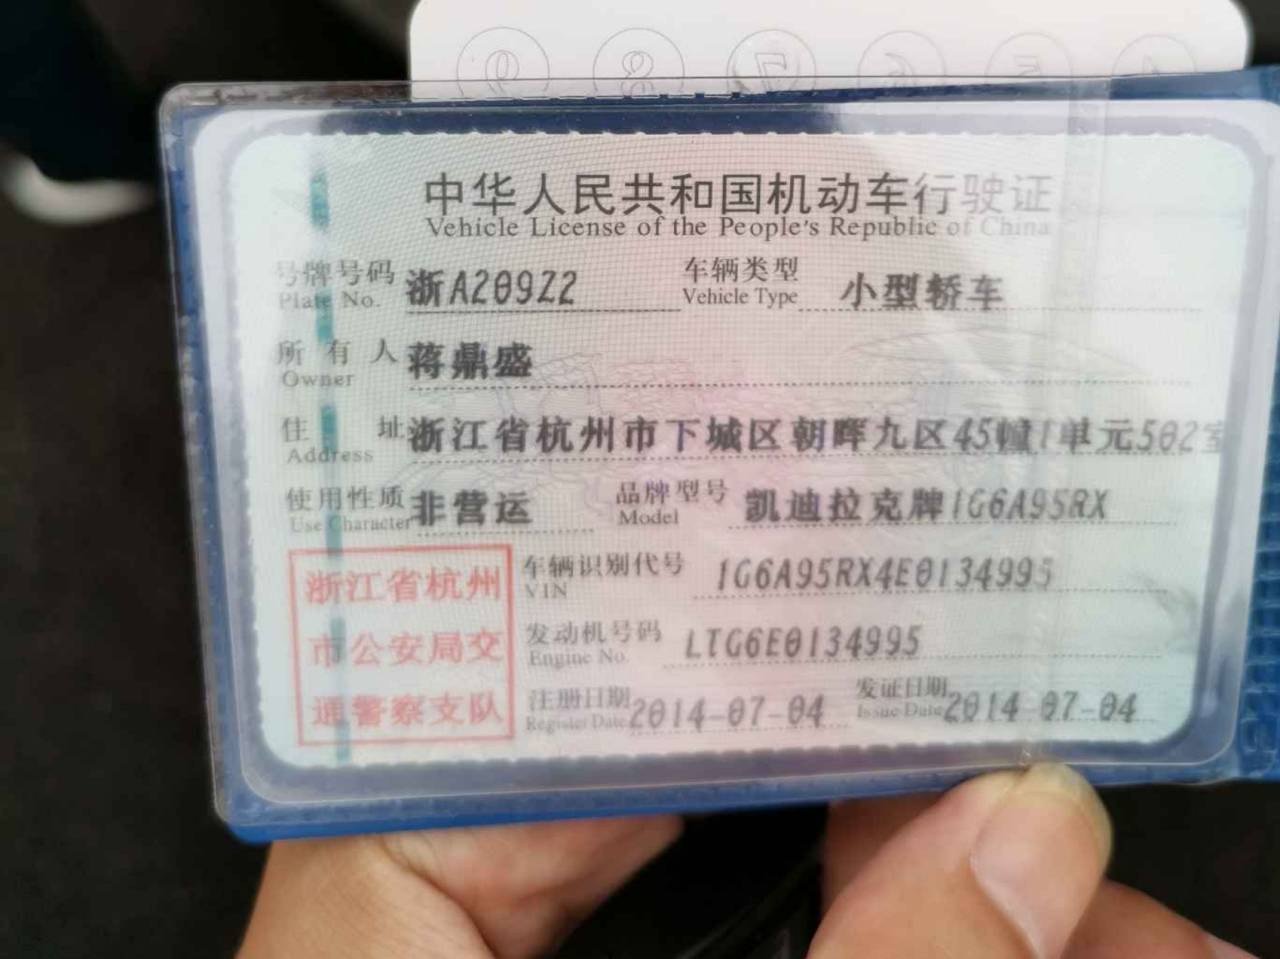 9 8 7 6 5
中华人民共和国机动车行驶证
Vehicle License of the People's Republic of China
号牌号码 浙A209Z2 车辆类型 小型轿车
Plate No. Vehicle Type
所有人 蒋鼎盛
Owner
住址 浙江省杭州市下城区朝晖九区45幢1单元502室
Address
使用性质 非营运 品牌型号 凯迪拉克牌1G6A95RX
Use Character Model
浙江省杭州
市公安局交
通警察支队
车辆识别代号 1G6A95RX4E0134995
VIN
发动机号码 LTG6E0134995
Engine No.
注册日期 2014-07-04 发证日期 2014-07-04
Register Date Issue Date